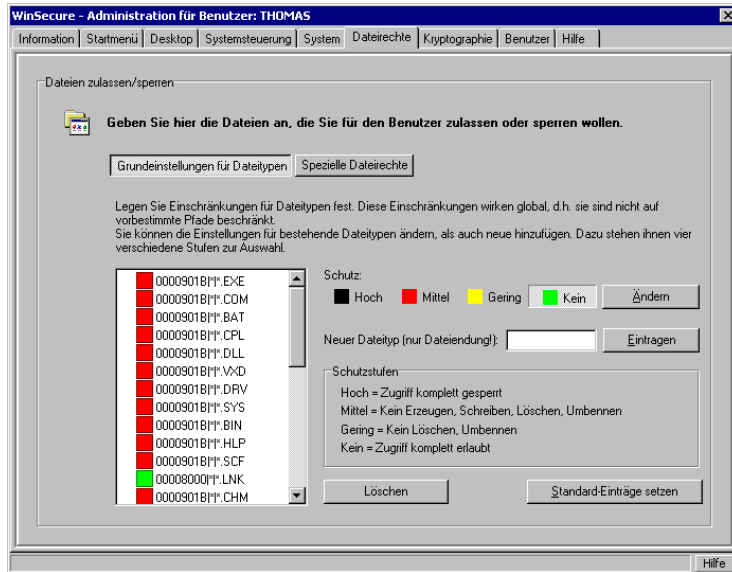 WinSecure - Administration für Benutzer: THOMAS
Information Startmenü Desktop Systemsteuerung System Dateirechte Kryptographie Benutzer Hilfe
Dateien zulassen/sperren
Geben Sie hier die Dateien an, die Sie für den Benutzer zulassen oder sperren wollen.
Grundeinstellungen für Dateitypen Spezielle Dateirechte
Legen Sie Einschränkungen für Dateitypen fest. Diese Einschränkungen wirken global, d.h. sie sind nicht auf
vorbestimmte Pfade beschränkt.
Sie können die Einstellungen für bestehende Dateitypen ändern, als auch neue hinzufügen. Dazu stehen ihnen vier
verschiedene Stufen zur Auswahl.
0000901B|*|*.EXE
0000901B|*|*.COM
0000901B|*|*.BAT
0000901B|*|*.CPL
0000901B|*|*.DLL
0000901B|*|*.VXD
0000901B|*|*.DRV
0000901B|*|*.SYS
0000901B|*|*.BIN
0000901B|*|*.HLP
0000901B|*|*.SCF
00008000|*|*.LNK
0000901B|*|*.CHM
Schutz:
Hoch Mittel Gering Kein Ändern
Neuer Dateityp (nur Dateiendung!): Eintragen
Schutzstufen
Hoch = Zugriff komplett gesperrt
Mittel = Kein Erzeugen, Schreiben, Löschen, Umbennen
Gering = Kein Löschen, Umbennen
Kein = Zugriff komplett erlaubt
Löschen Standard-Einträge setzen
Hilfe